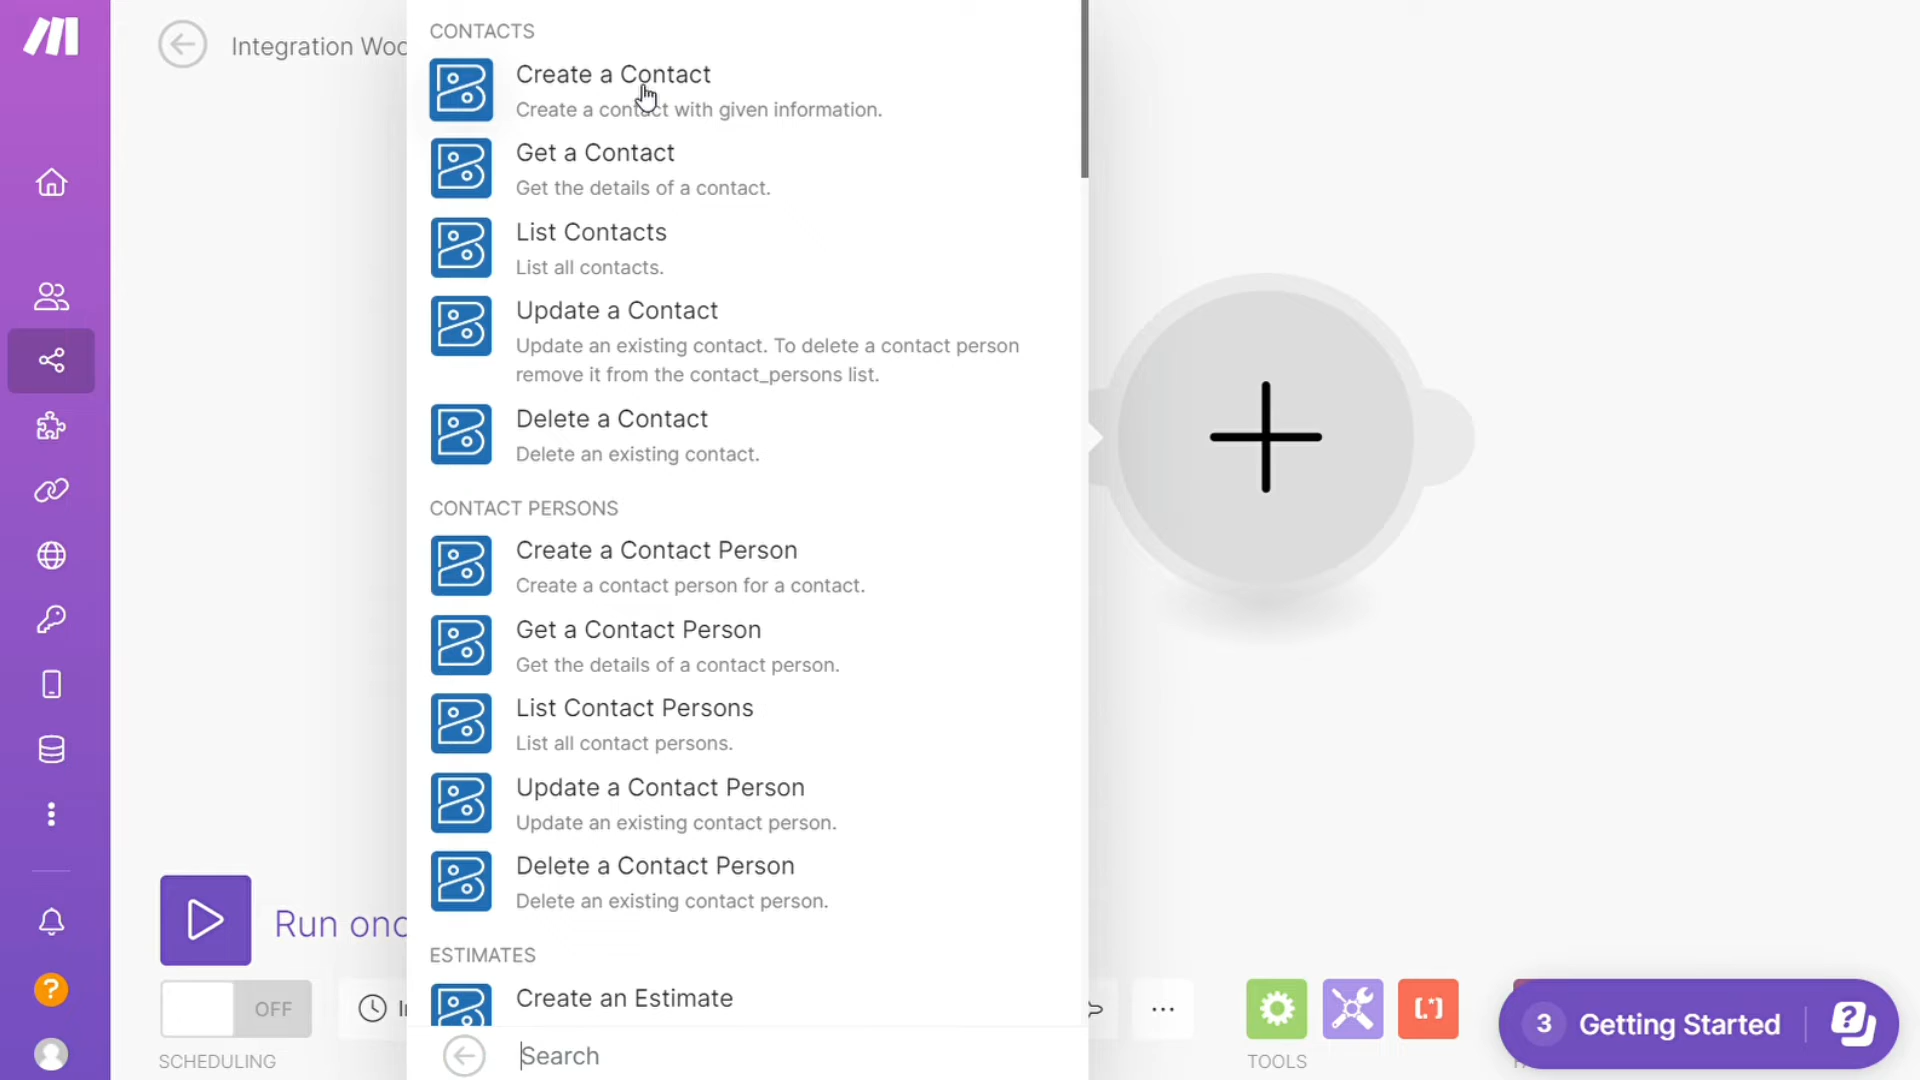 Integration Woo
CONTACTS
Create a Contact
Create a contact with given information.
Get a Contact
Get the details of a contact.
List Contacts
List all contacts.
Update a Contact
Update an existing contact. To delete a contact person
remove it from the contact_persons list.
Delete a Contact
Delete an existing contact.
CONTACT PERSONS
Create a Contact Person
Create a contact person for a contact.
Get a Contact Person
Get the details of a contact person.
List Contact Persons
List all contact persons.
Update a Contact Person
Update an existing contact person.
Delete a Contact Person
Delete an existing contact person.
ESTIMATES
Create an Estimate
Search
Run onc
OFF
SCHEDULING
TOOLS
3 Getting Started